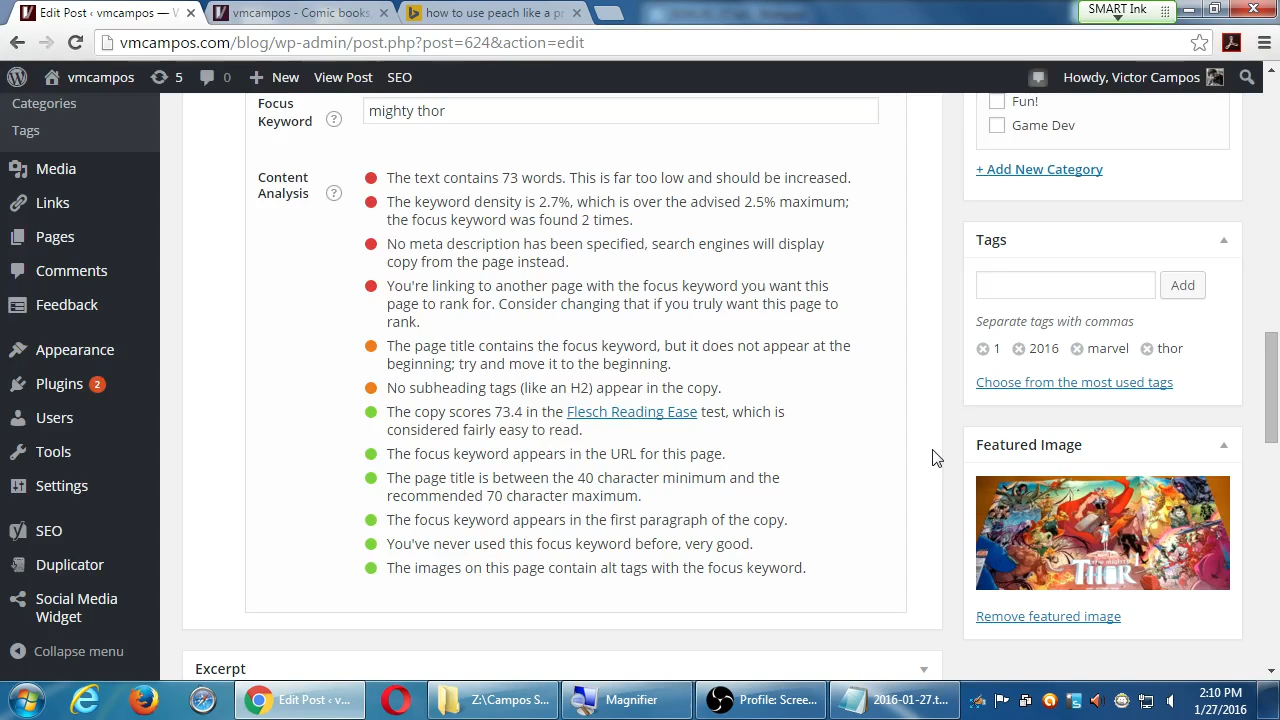 Edit Post ‹ vmcampos — V
vmcampos - Comic books,
how to use peach like a pr
SMART Ink
vmcampos.com/blog/wp-admin/post.php?post=624&action=edit
vmcampos
5
0
New
View Post
SEO
Howdy, Victor Campos
Categories
Tags
Media
Links
Pages
Comments
Feedback
Appearance
Plugins 2
Users
Tools
Settings
SEO
Duplicator
Social Media
Widget
Collapse menu
Focus
Keyword
?
mighty thor
Content
Analysis
?
The text contains 73 words. This is far too low and should be increased.
The keyword density is 2.7%, which is over the advised 2.5% maximum;
the focus keyword was found 2 times.
No meta description has been specified, search engines will display
copy from the page instead.
You're linking to another page with the focus keyword you want this
page to rank for. Consider changing that if you truly want this page to
rank.
The page title contains the focus keyword, but it does not appear at the
beginning; try and move it to the beginning.
No subheading tags (like an H2) appear in the copy.
The copy scores 73.4 in the Flesch Reading Ease test, which is
considered fairly easy to read.
The focus keyword appears in the URL for this page.
The page title is between the 40 character minimum and the
recommended 70 character maximum.
The focus keyword appears in the first paragraph of the copy.
You've never used this focus keyword before, very good.
The images on this page contain alt tags with the focus keyword.
Excerpt
Fun!
Game Dev
+ Add New Category
Tags
Add
Separate tags with commas
1
2016
marvel
thor
Choose from the most used tags
Featured Image
THOR
Remove featured image
Edit Post ‹ v...
Z:\Campos S...
Magnifier
Profile: Scree...
2016-01-27.t...
2:10 PM
1/27/2016